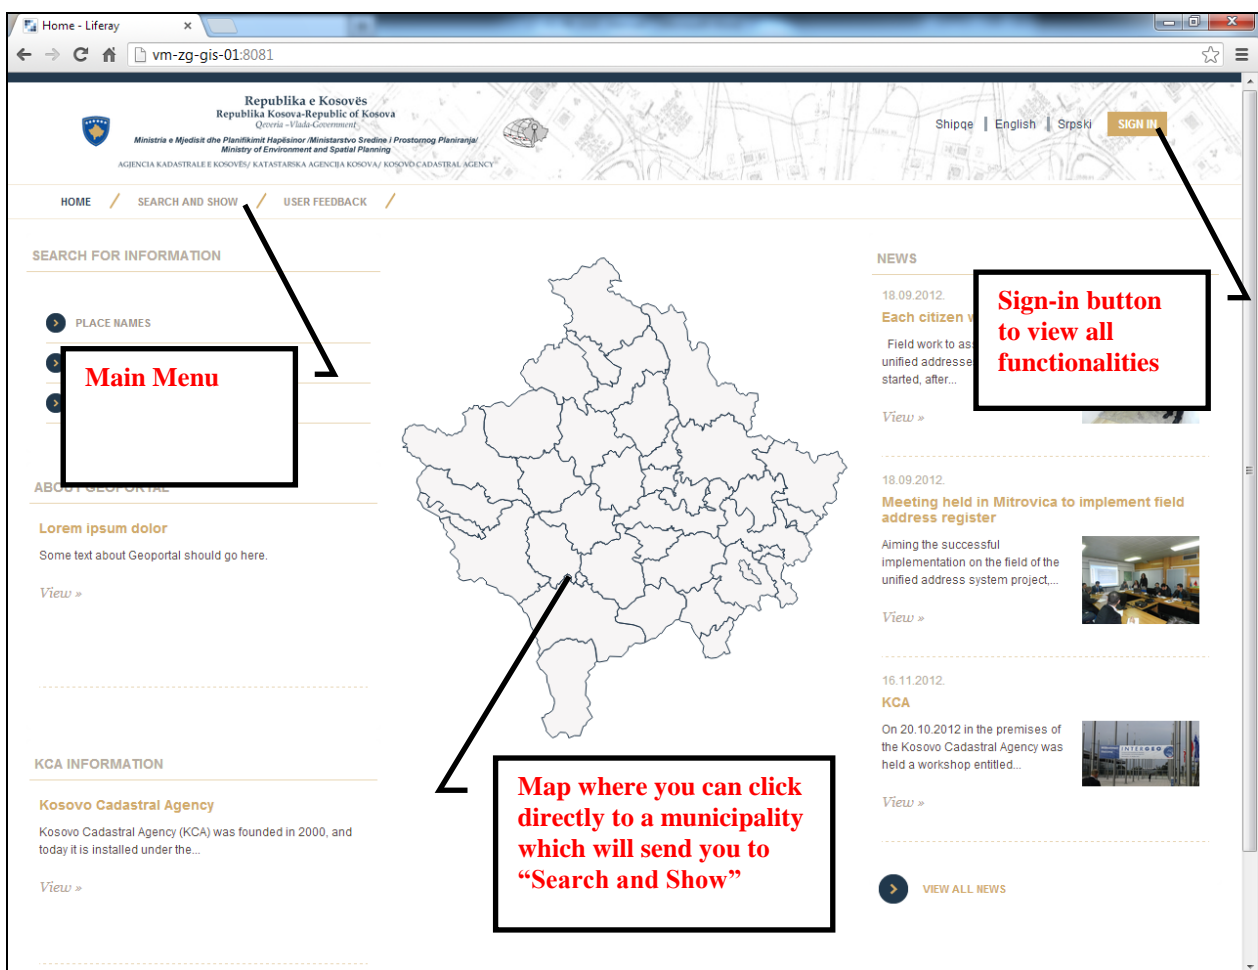 Home - Liferay
vm-zg-gis-01:8081
Republika e Kosovës
Republika Kosova-Republic of Kosova
Qeveria –Vlada-Government
Ministria e Mjedisit dhe Planifikimit Hapësinor /Ministarstvo Sredine i Prostornog Planiranja/
Ministry of Environment and Spatial Planning
AGJENCIA KADASTRALE E KOSOVËS/ KATASTARSKA AGENCIJA KOSOVA/ KOSOVO CADASTRAL AGENCY
Shipqe | English | Srpski SIGN IN
HOME / SEARCH AND SHOW / USER FEEDBACK /
SEARCH FOR INFORMATION
PLACE NAMES
Main Menu
ABOUT GEOPORTAL
Lorem ipsum dolor
Some text about Geoportal should go here.
View »
KCA INFORMATION
Kosovo Cadastral Agency
Kosovo Cadastral Agency (KCA) was founded in 2000, and
today it is installed under the...
View »
Map where you can click
directly to a municipality
which will send you to
“Search and Show”
NEWS
18.09.2012.
Each citizen
Field work to
unified
started, after...
View »
Sign-in button
to view all
functionalities
18.09.2012.
Meeting held in Mitrovica to implement field
address register
Aiming the successful
implementation on the field of the
unified address system project,...
View »
16.11.2012.
KCA
On 20.10.2012 in the premises of
the Kosovo Cadastral Agency was
held a workshop entitled...
View »
VIEW ALL NEWS